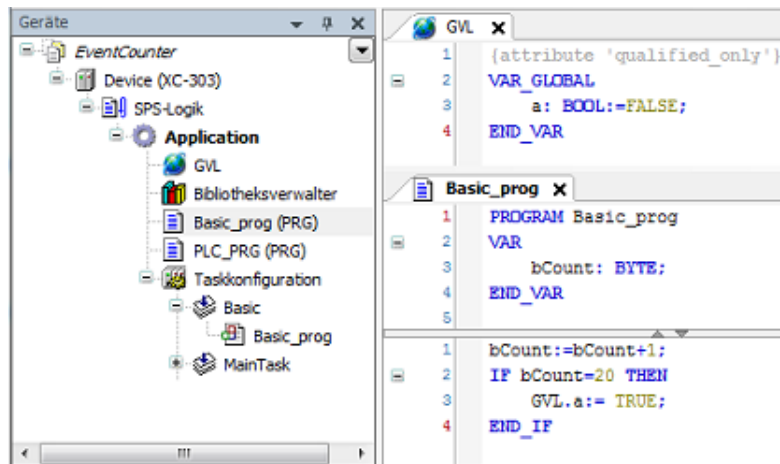 Geräte
EventCounter
Device (XC-303)
SPS-Logik
Application
GVL
Bibliotheksverwalter
Basic_prog (PRG)
PLC_PRG (PRG)
Taskkonfiguration
Basic
Basic_prog
MainTask
GVL
1 {attribute 'qualified_only'}
2 VAR_GLOBAL
3 a: BOOL:=FALSE;
4 END_VAR
Basic_prog
1 PROGRAM Basic_prog
2 VAR
3 bCount: BYTE;
4 END_VAR
5
1 bCount:=bCount+1;
2 IF bCount=20 THEN
3 GVL.a:= TRUE;
4 END_IF